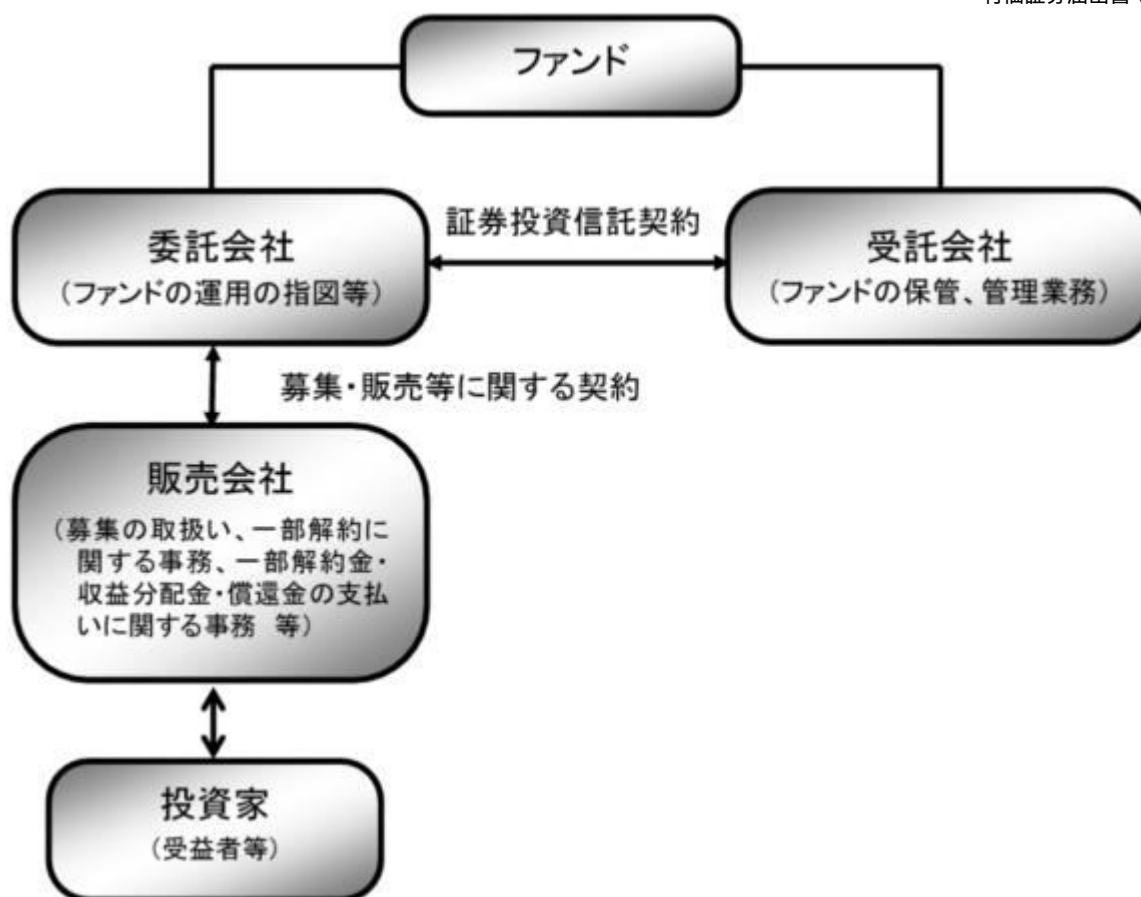 ファンド
委託会社
（ファンドの運用の指図等）
証券投資信託契約
受託会社
（ファンドの保管、管理業務）
募集・販売等に関する契約
販売会社
（募集の取扱い、一部解約に
関する事務、一部解約金・
収益分配金・償還金の支払
いに関する事務　等）
投資家
（受益者等）